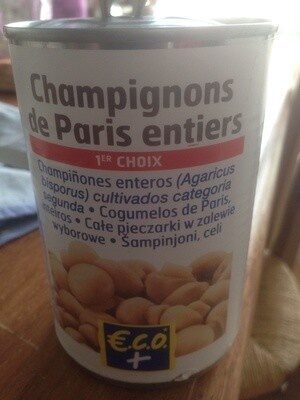 Champignons
de Paris entiers
1ER CHOIX
Champiñones enteros (Agaricus
bisporus) cultivados categoria
segunda • Cogumelos de Paris,
inteiros • Całe pieczarki w zalewie
wyborowe • Šampinjoni, celi
€.C.O.
+